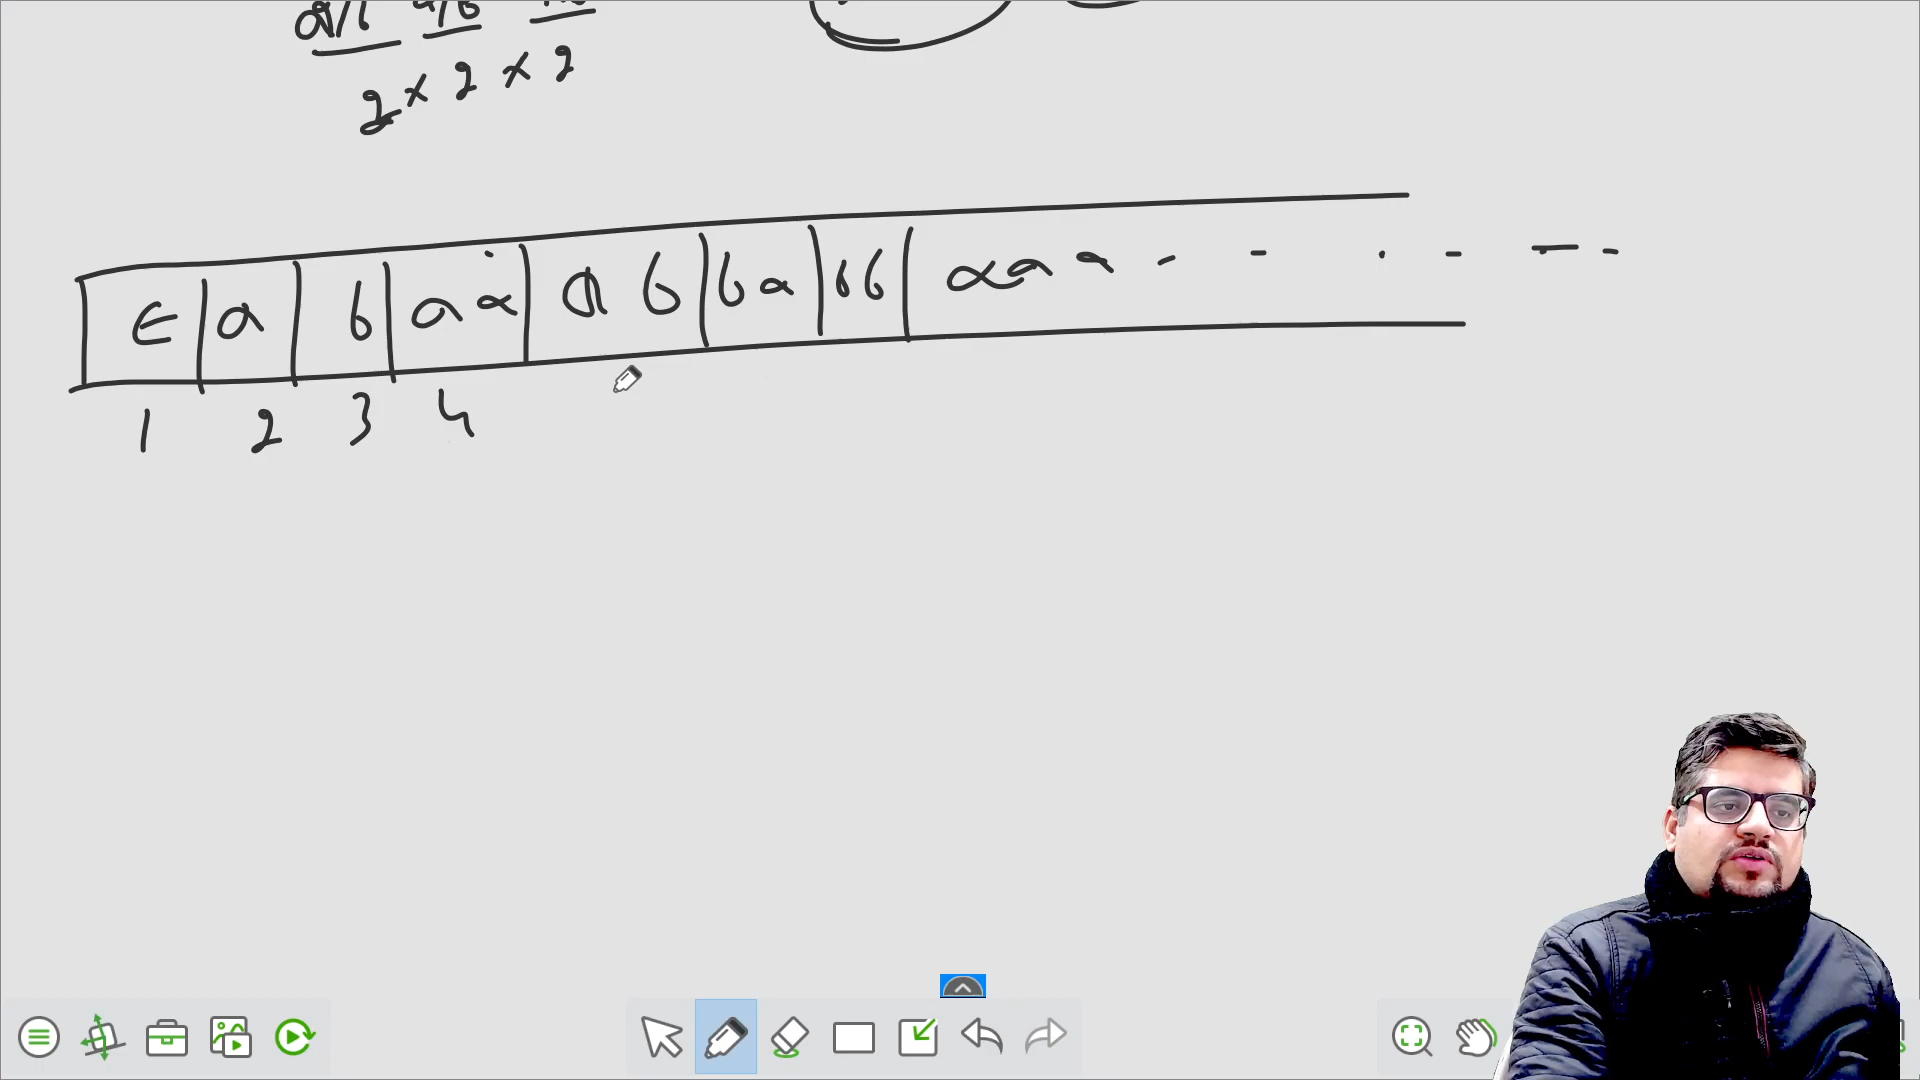 a/b a/b
2 × 2 × 2
∈ a b aa ab ba bb aaa - - . - - -
1 2 3 4